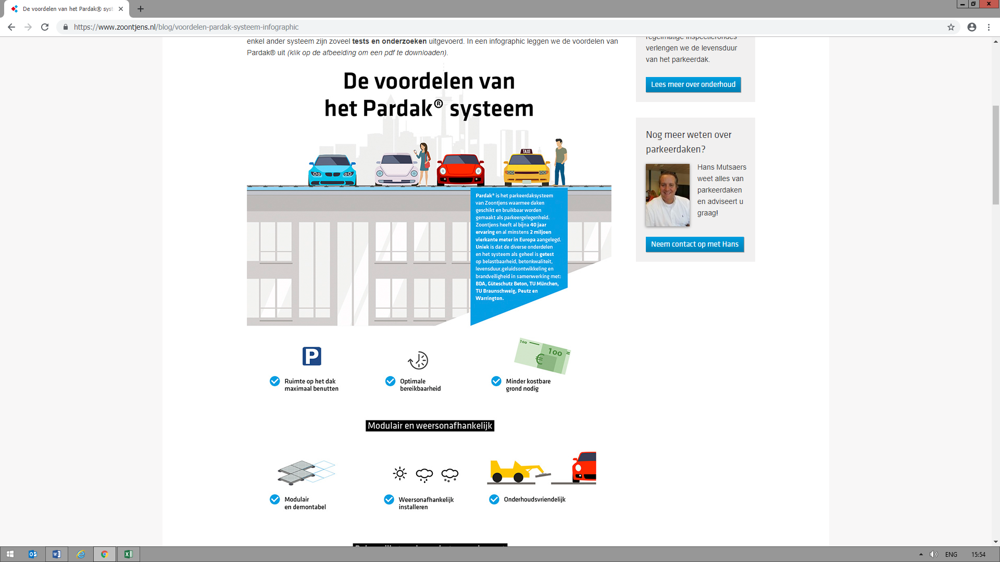 De voordelen van het Pardak® syst
https://www.zoontjens.nl/blog/voordelen-pardak-systeem-infographic
enkel ander systeem zijn zoveel tests en onderzoeken uitgevoerd. In een infographic leggen we de voordelen van
Pardak® uit (klik op de afbeelding om een pdf te downloaden).
De voordelen van
het Pardak® systeem
TAXI
Pardak® is het parkeerdaksysteem
van Zoontjens waarmee daken
geschikt en bruikbaar worden
gemaakt als parkeergelegenheid.
Zoontjens heeft al bijna 40 jaar
ervaring en al minstens 2 miljoen
vierkante meter in Europa aangelegd.
Uniek is dat de diverse onderdelen
en het systeem als geheel is getest
op belastbaarheid, betonkwaliteit,
levensduur,geluidsontwikkeling en
brandveiligheid in samenwerking met:
BDA, Güteschutz Beton, TU München,
TU Braunschweig, Peutz en
Warrington.
P
100
100
€
Ruimte op het dak
maximaal benutten
Optimale
bereikbaarheid
Minder kostbare
grond nodig
Modulair en weersonafhankelijk
Modulair
en demontabel
Weersonafhankelijk
installeren
Onderhoudsvriendelijk
regelmatige inspectierondes
verlengen we de levensduur
van het parkeerdak.
Lees meer over onderhoud
Nog meer weten over
parkeerdaken?
Hans Mutsaers
weet alles van
parkeerdaken
en adviseert u
graag!
Neem contact op met Hans
ENG
15:54